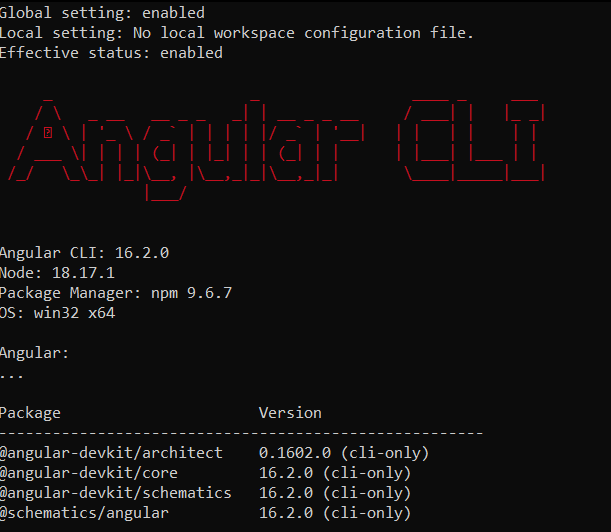 Global setting: enabled
Local setting: No local workspace configuration file.
Effective status: enabled
Angular CLI
Angular CLI: 16.2.0
Node: 18.17.1
Package Manager: npm 9.6.7
OS: win32 x64
Angular:
...
Package                      Version
------------------------------------------------------
@angular-devkit/architect    0.1602.0 (cli-only)
@angular-devkit/core         16.2.0 (cli-only)
@angular-devkit/schematics   16.2.0 (cli-only)
@schematics/angular          16.2.0 (cli-only)